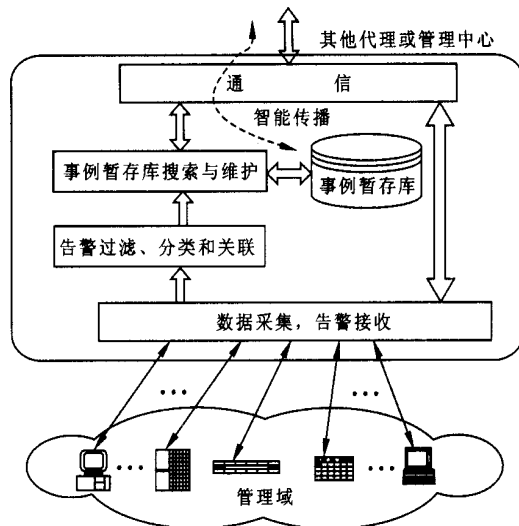 其他代理或管理中心
通 信
智能传播
事例暂存库搜索与维护
事例暂存库
告警过滤、分类和关联
数据采集，告警接收
管理域